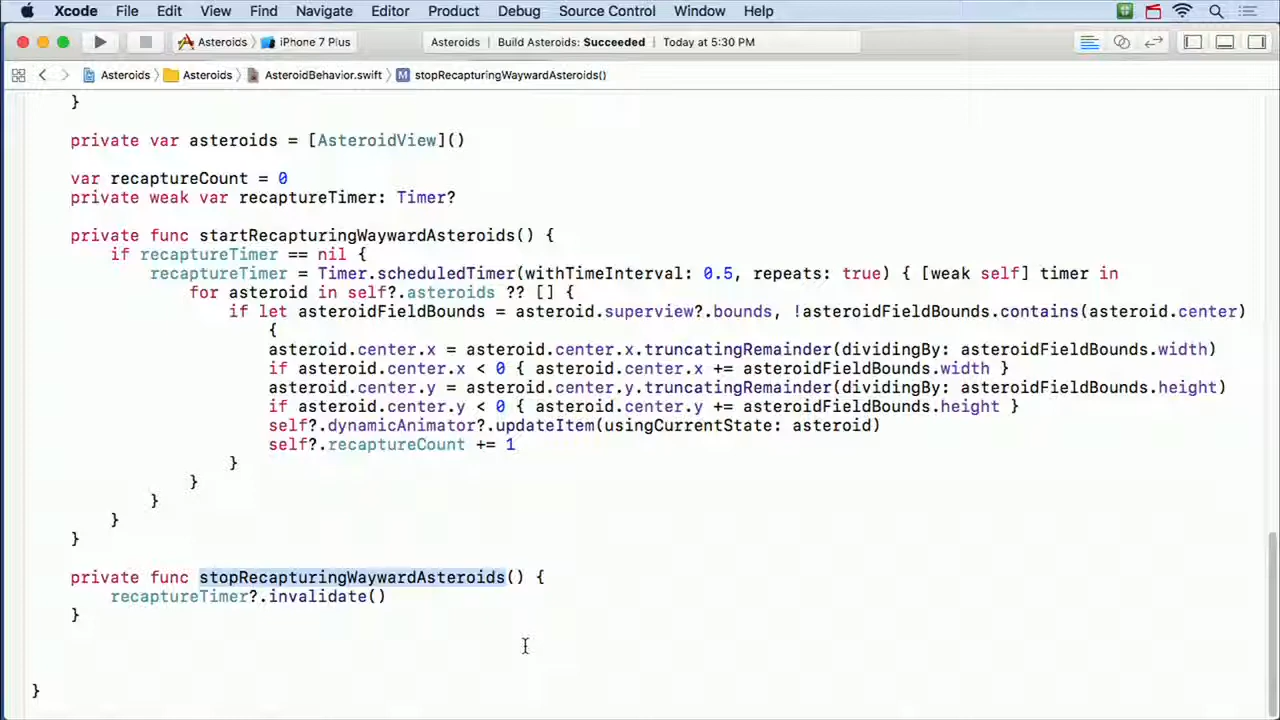 Xcode File Edit View Find Navigate Editor Product Debug Source Control Window Help
Asteroids iPhone 7 Plus Asteroids | Build Asteroids: Succeeded | Today at 5:30 PM
Asteroids Asteroids AsteroidBehavior.swift M stopRecapturingWaywardAsteroids()
}
private var asteroids = [AsteroidView]()
var recaptureCount = 0
private weak var recaptureTimer: Timer?
private func startRecapturingWaywardAsteroids() {
if recaptureTimer == nil {
recaptureTimer = Timer.scheduledTimer(withTimeInterval: 0.5, repeats: true) { [weak self] timer in
for asteroid in self?.asteroids ?? [] {
if let asteroidFieldBounds = asteroid.superview?.bounds, !asteroidFieldBounds.contains(asteroid.center)
{
asteroid.center.x = asteroid.center.x.truncatingRemainder(dividingBy: asteroidFieldBounds.width)
if asteroid.center.x < 0 { asteroid.center.x += asteroidFieldBounds.width }
asteroid.center.y = asteroid.center.y.truncatingRemainder(dividingBy: asteroidFieldBounds.height)
if asteroid.center.y < 0 { asteroid.center.y += asteroidFieldBounds.height }
self?.dynamicAnimator?.updateItem(usingCurrentState: asteroid)
self?.recaptureCount += 1
}
}
}
}
}
private func stopRecapturingWaywardAsteroids() {
recaptureTimer?.invalidate()
}
}